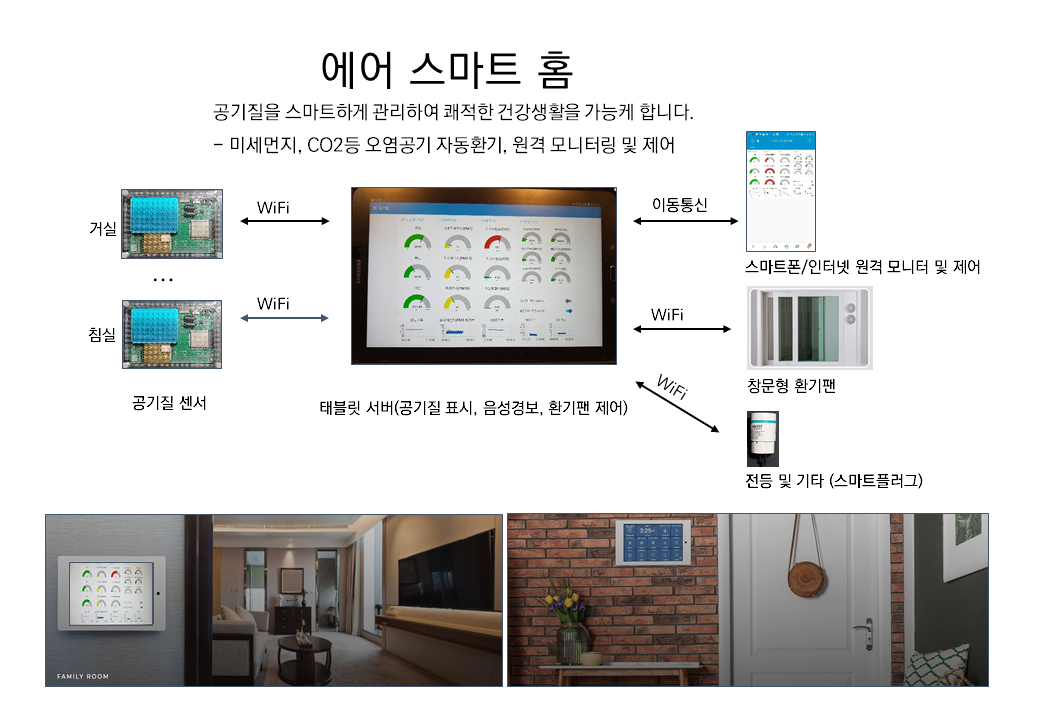 에어 스마트 홈
공기질을 스마트하게 관리하여 쾌적한 건강생활을 가능케 합니다.
- 미세먼지, CO2등 오염공기 자동환기, 원격 모니터링 및 제어
거실
WiFi
이동통신
스마트폰/인터넷 원격 모니터 및 제어
...
침실
WiFi
WiFi
창문형 환기팬
공기질 센서
태블릿 서버(공기질 표시, 음성경보, 환기팬 제어)
WiFi
전등 및 기타 (스마트플러그)
3:25
FAMILY ROOM